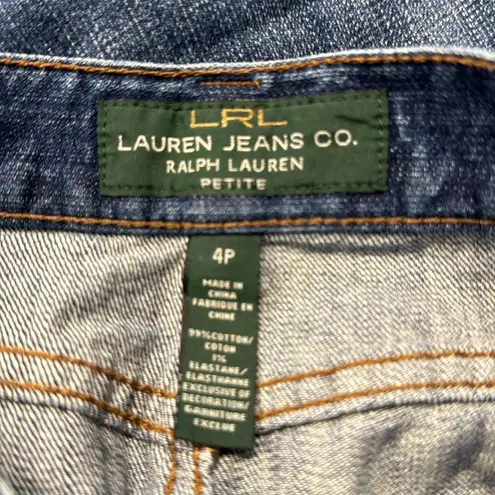 LRL
LAUREN JEANS CO.
RALPH LAUREN
PETITE
4P
MADE IN
CHINA
FABRIQUE EN
CHINE
99% COTTON/
COTON
1%
ELASTANE/
ELASTHANNE
EXCLUSIVE OF
DECORATION/
GARNITURE
EXCLUE